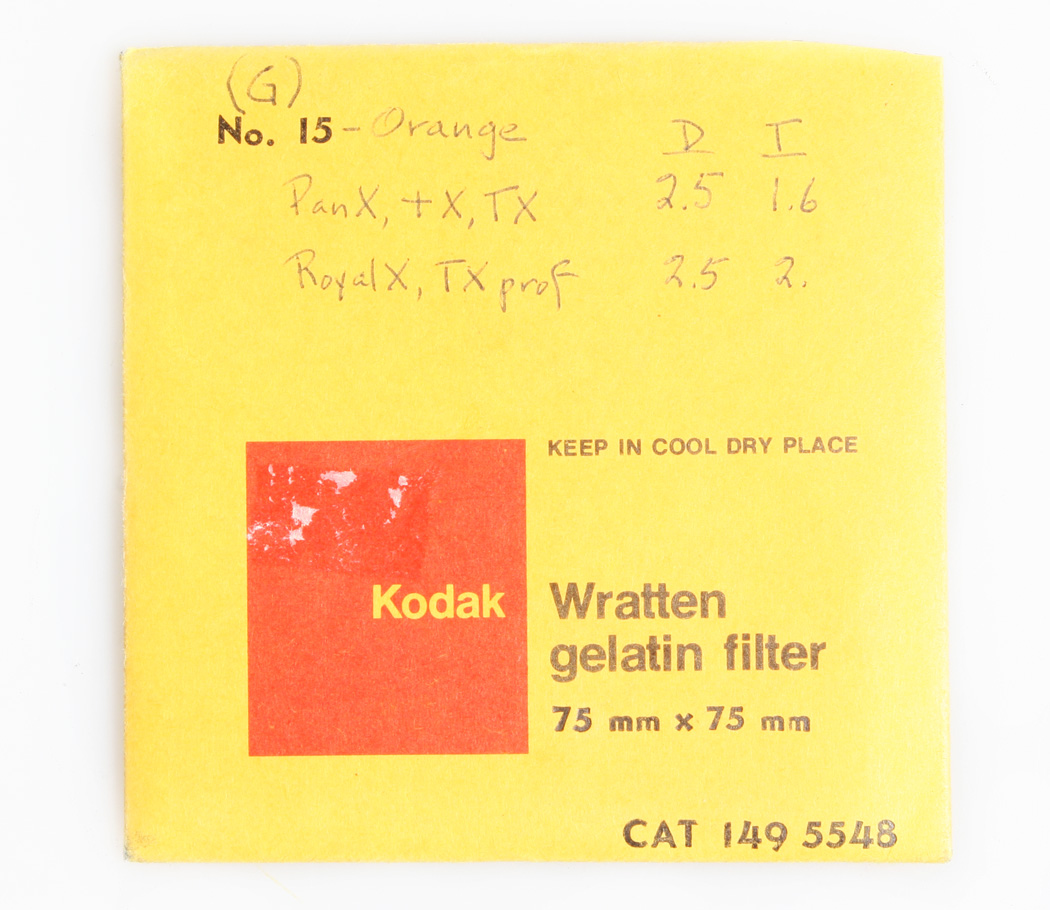 (G)
No. 15 - Orange D I
PanX, +X, TX 2.5 1.6
RoyalX, TX prof 2.5 2.
KEEP IN COOL DRY PLACE
Kodak
Wratten
gelatin filter
75 mm x 75 mm
CAT 149 5548